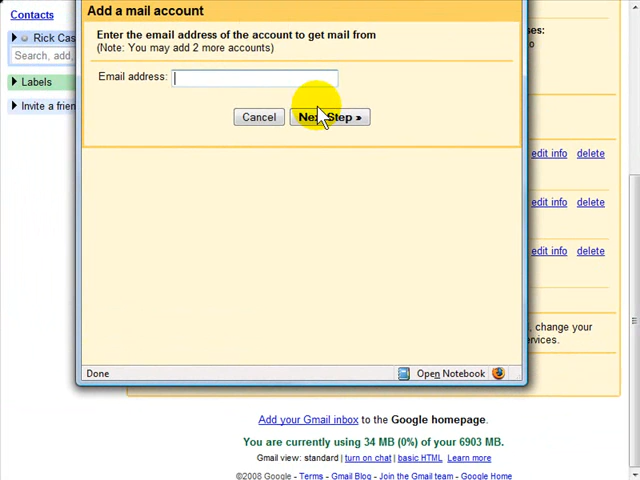 Contacts
Rick Cas
Search, add,
Labels
Invite a frien
Add a mail account
Enter the email address of the account to get mail from
(Note: You may add 2 more accounts)
Email address:
Cancel
Next Step »
Done
Open Notebook
ses:
o
edit info delete
edit info delete
edit info delete
, change your
ervices.
Add your Gmail inbox to the Google homepage.
You are currently using 34 MB (0%) of your 6903 MB.
Gmail view: standard | turn on chat | basic HTML Learn more
©2008 Google - Terms - Gmail Blog - Join the Gmail team - Google Home